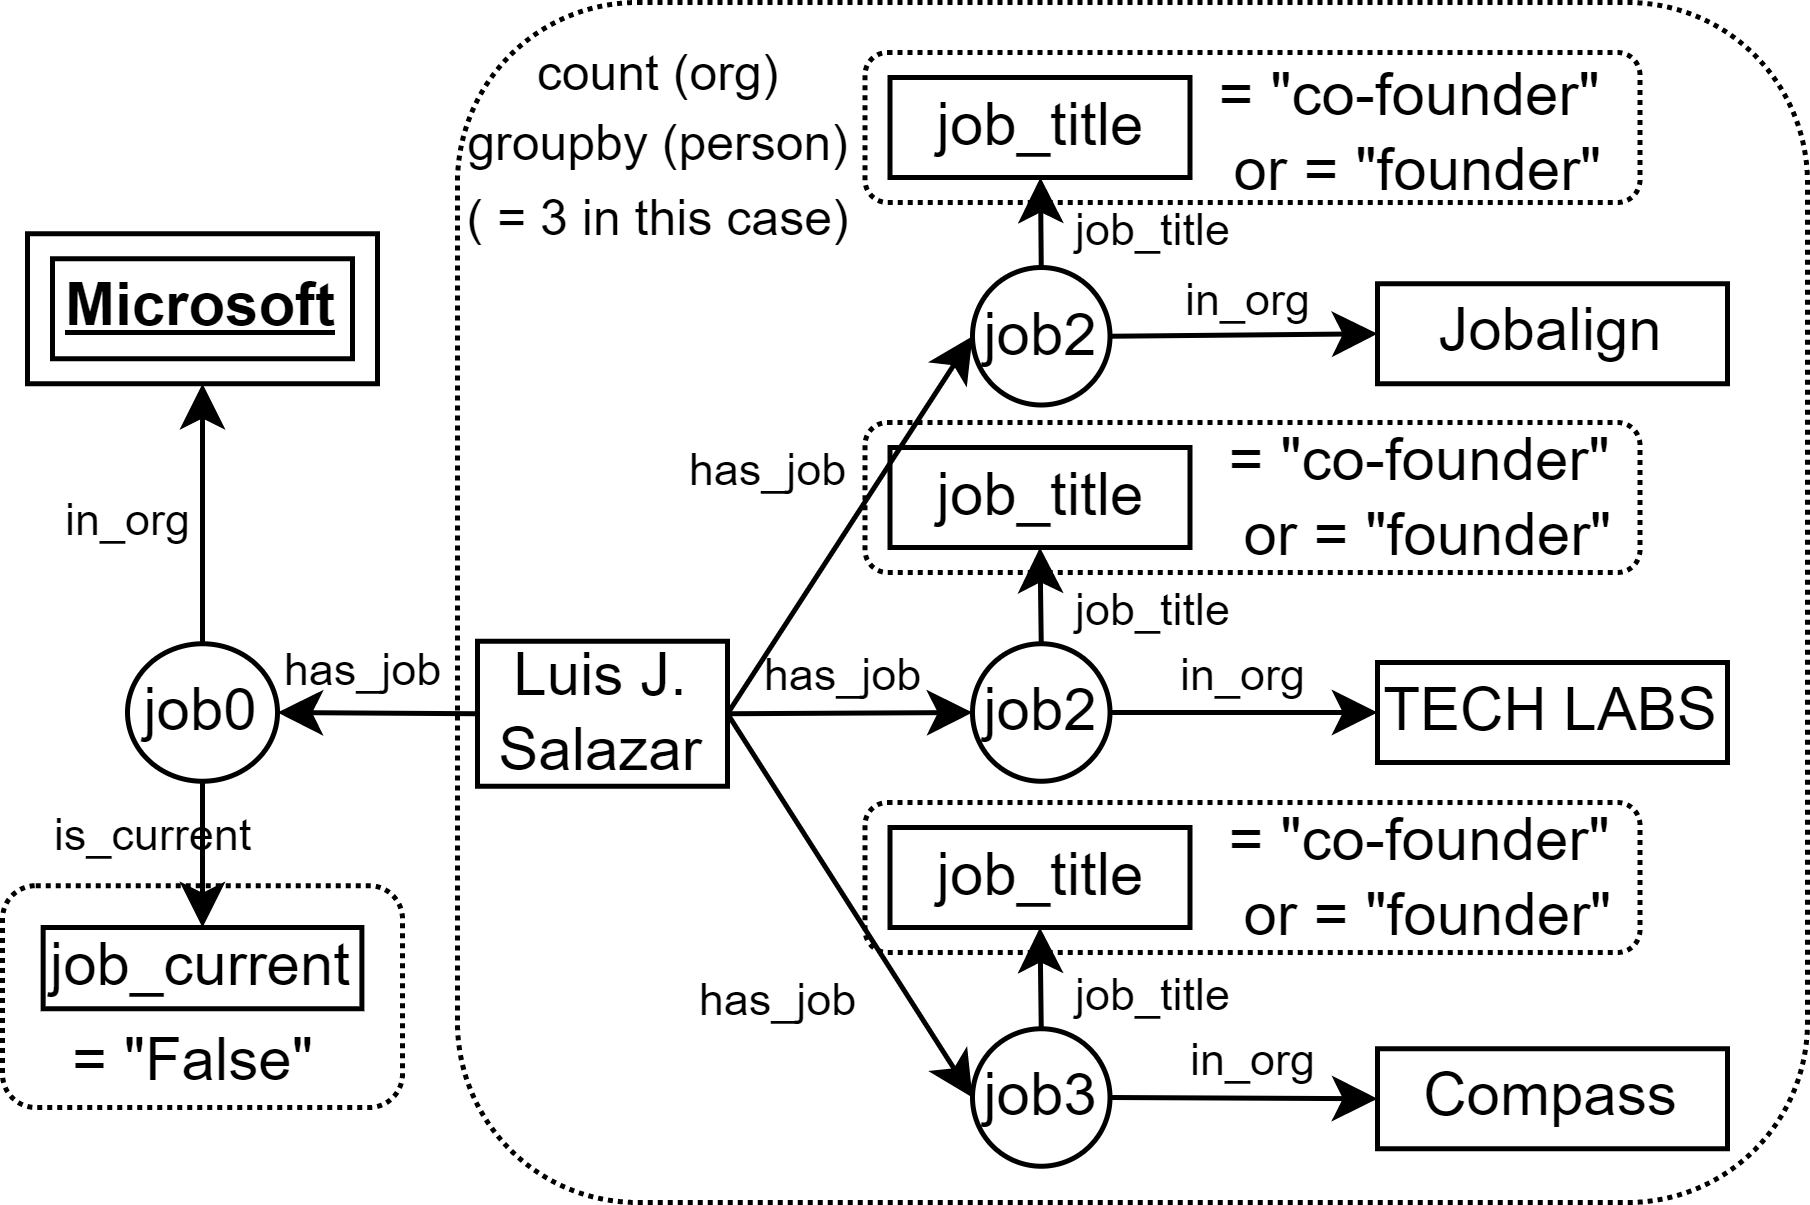 count (org)
groupby (person)
( = 3 in this case)
job_title
= "co-founder"
or = "founder"
job_title
Microsoft
job2
in_org
Jobalign
has_job
job_title
= "co-founder"
or = "founder"
in_org
job_title
job0
has_job
Luis J.
Salazar
has_job
job2
in_org
TECH LABS
is_current
job_title
= "co-founder"
or = "founder"
job_current
= "False"
has_job
job_title
job3
in_org
Compass